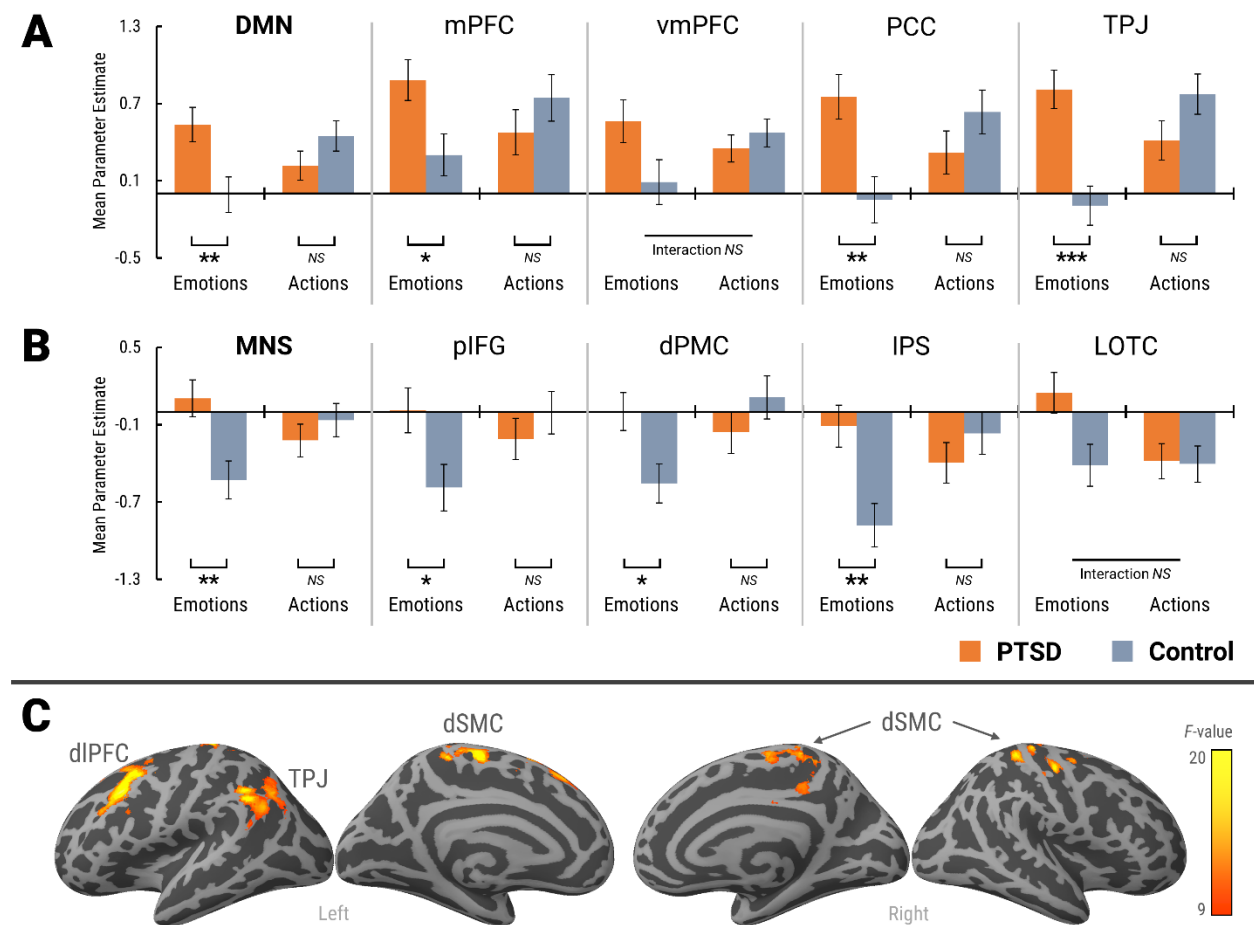 A
DMN mPFC vmPFC PCC TPJ
Mean Parameter Estimate
1.3
0.7
0.1
-0.5
** NS * NS Interaction NS ** NS *** NS
Emotions Actions Emotions Actions Emotions Actions Emotions Actions Emotions Actions
B
MNS pIFG dPMC IPS LOTC
Mean Parameter Estimate
0.5
-0.1
-0.7
-1.3
** NS * NS * NS ** NS Interaction NS
Emotions Actions Emotions Actions Emotions Actions Emotions Actions Emotions Actions
PTSD Control
C
dlPFC TPJ dSMC dSMC
F-value
20
9
Left Right